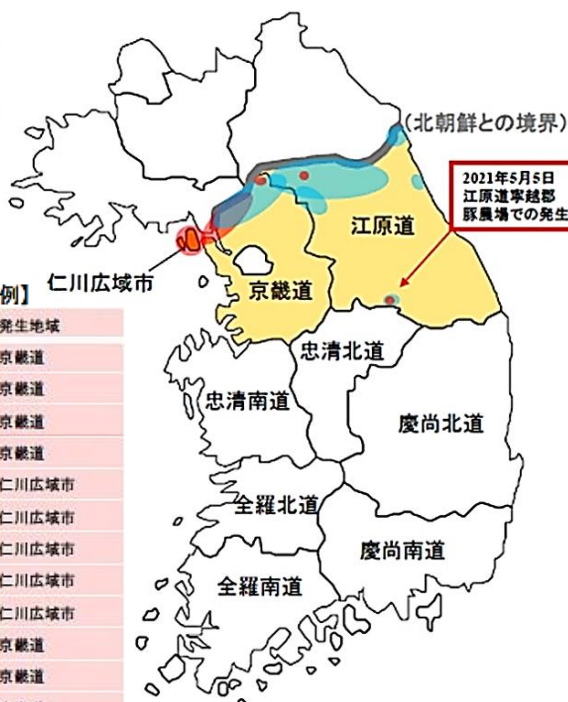 (北朝鮮との境界)
2021年5月5日
江原道寧越郡
豚農場での発生
江原道
仁川広域市
京畿道
例】
発生地域
京畿道
京畿道
京畿道
京畿道
仁川広域市
仁川広域市
仁川広域市
仁川広域市
仁川広域市
京畿道
京畿道
忠清北道
忠清南道
慶尚北道
全羅北道
慶尚南道
全羅南道